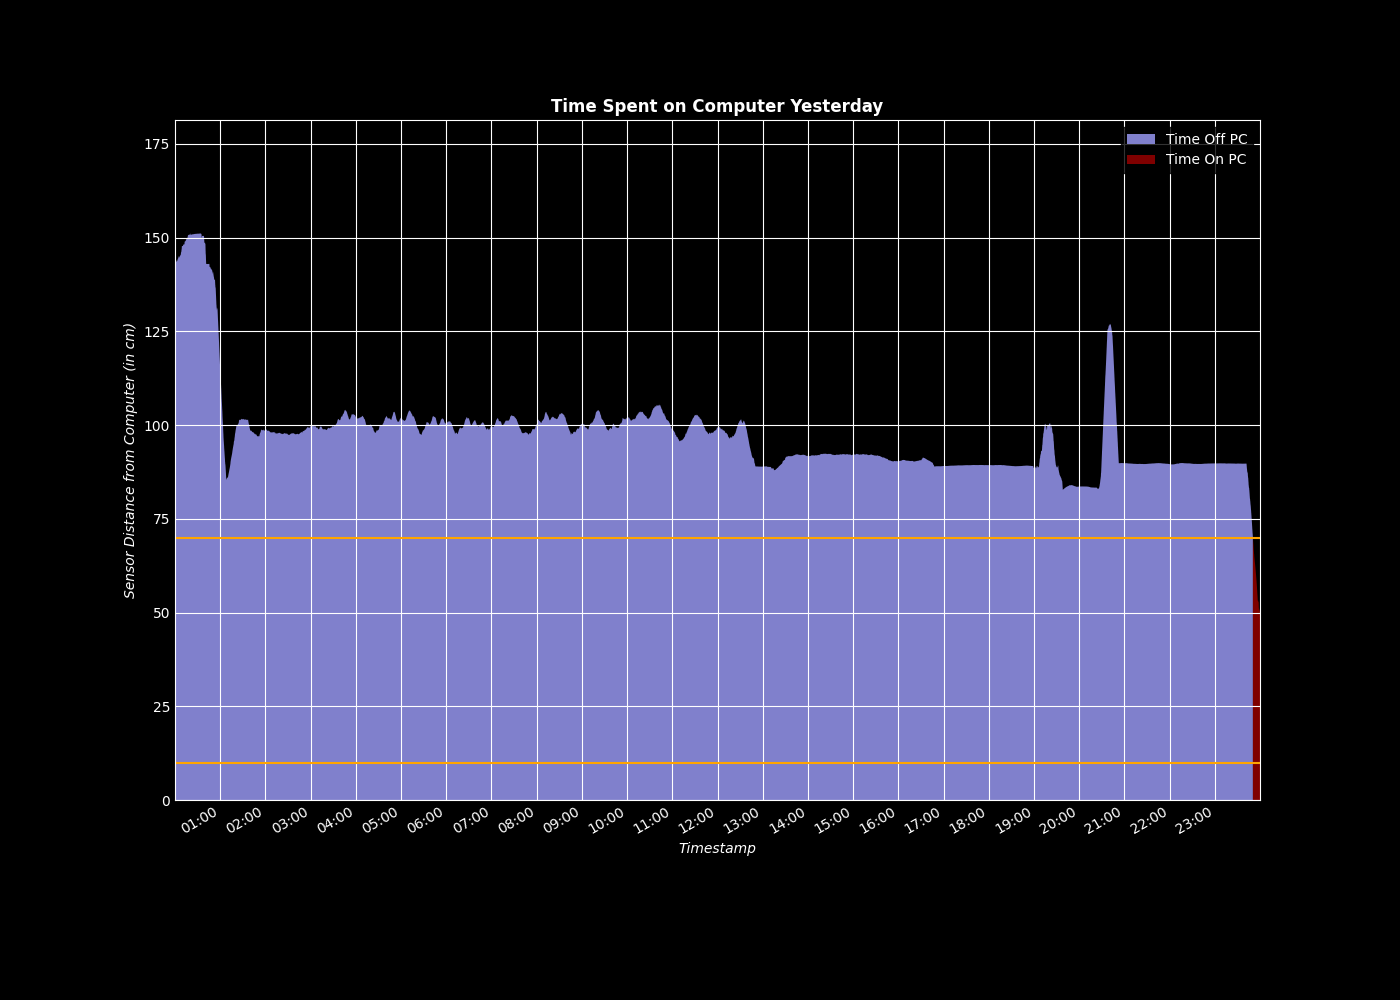 Time Spent on Computer Yesterday
Time Off PC
Time On PC
Sensor Distance from Computer (in cm)
175
150
125
100
75
50
25
0
01:00 02:00 03:00 04:00 05:00 06:00 07:00 08:00 09:00 10:00 11:00 12:00 13:00 14:00 15:00 16:00 17:00 18:00 19:00 20:00 21:00 22:00 23:00
Timestamp